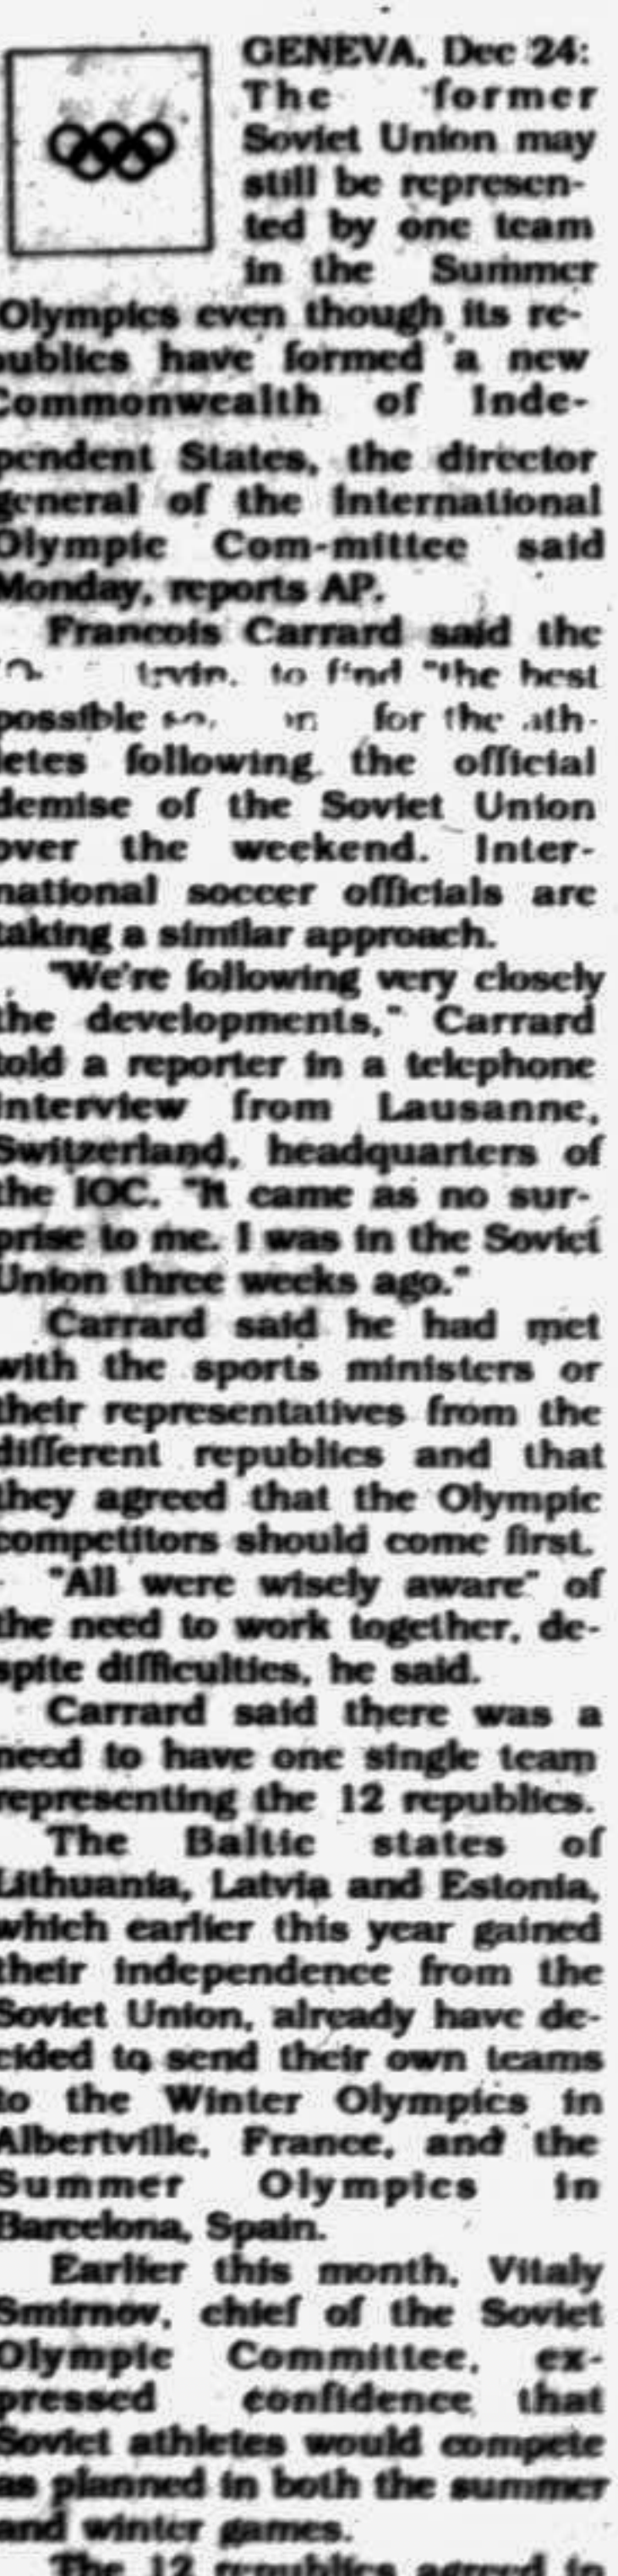 GENEVA, Dec 24:
The former
Soviet Union may
still be represen-
ted by one team
in the Summer
Olympics even though its re-
publics have formed a new
Commonwealth of Inde-
pendent States, the director
general of the International
Olympic Com-mittee said
Monday, reports AP.
Francois Carrard said the
to find "the best
possible for the ath-
letes following the official
demise of the Soviet Union
over the weekend. Inter-
national soccer officials are
taking a similar approach.
"We're following very closely
the developments," Carrard
told a reporter in a telephone
interview from Lausanne,
Switzerland, headquarters of
the IOC. "It came as no sur-
prise to me. I was in the Soviet
Union three weeks ago."
Carrard said he had met
with the sports ministers or
their representatives from the
different republics and that
they agreed that the Olympic
competitors should come first.
"All were wisely aware" of
the need to work together, de-
spite difficulties, he said.
Carrard said there was a
need to have one single team
representing the 12 republics.
The Baltic states of
Lithuania, Latvia and Estonia,
which earlier this year gained
their independence from the
Soviet Union, already have de-
cided to send their own teams
to the Winter Olympics in
Albertville, France, and the
Summer Olympics in
Barcelona, Spain.
Earlier this month, Vitaly
Smirnov, chief of the Soviet
Olympic Committee, ex-
pressed confidence that
Soviet athletes would compete
as planned in both the summer
and winter games.
The 12 republics agreed in